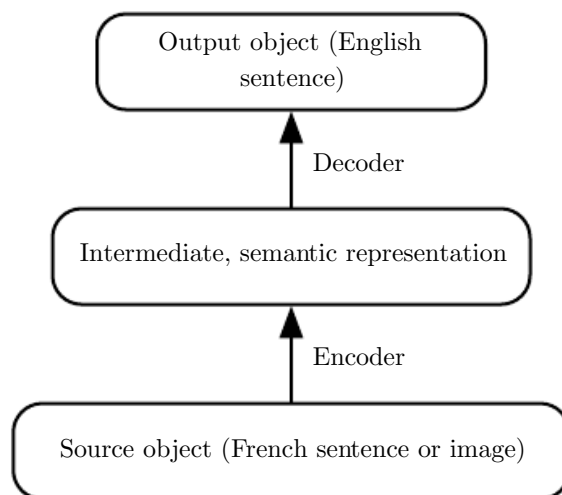 Output object (English
sentence)
Decoder
Intermediate, semantic representation
Encoder
Source object (French sentence or image)